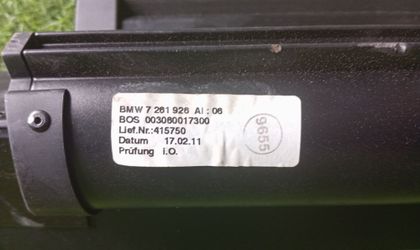 BMW 7 261 926 AI : 06
BOS 003060017300
Lief.Nr.:415750
Datum 17.02.11
Prüfung i.O.
9655